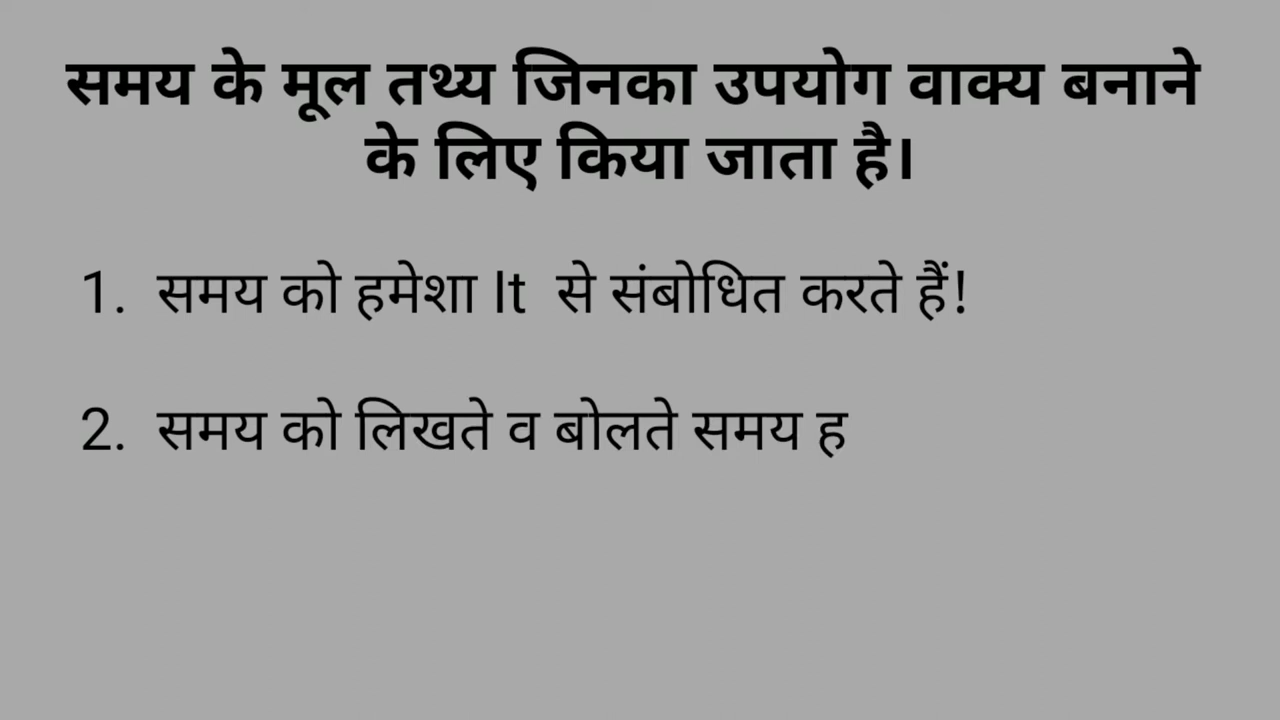 समय के मूल तथ्य जिनका उपयोग वाक्य बनाने
के लिए किया जाता है।
1. समय को हमेशा It से संबोधित करते हैं!
2. समय को लिखते व बोलते समय ह